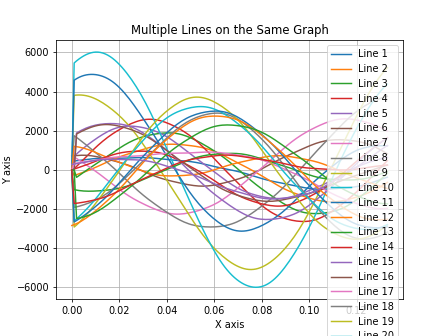 Multiple Lines on the Same Graph
Y axis
6000
4000
2000
0
−2000
−4000
−6000
0.00
0.02
0.04
0.06
0.08
0.10
X axis
Line 1
Line 2
Line 3
Line 4
Line 5
Line 6
Line 7
Line 8
Line 9
Line 10
Line 11
Line 12
Line 13
Line 14
Line 15
Line 16
Line 17
Line 18
Line 19
Line 20